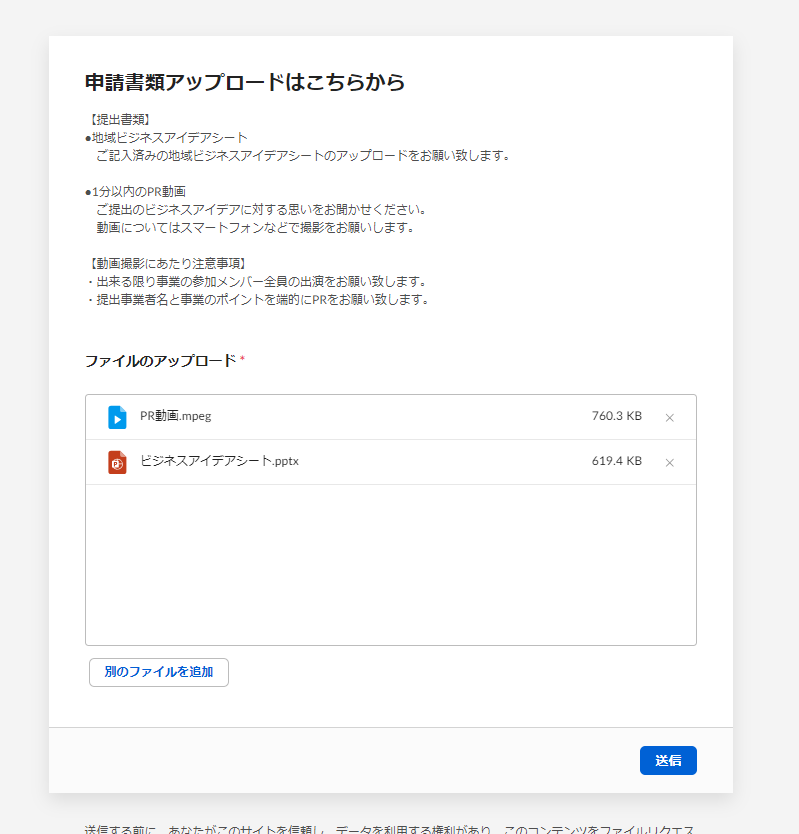 申請書類アップロードはこちらから
【提出書類】
●地域ビジネスアイデアシート
ご記入済みの地域ビジネスアイデアシートのアップロードをお願い致します。
●1分以内のPR動画
ご提出のビジネスアイデアに対する思いをお聞かせください。
動画についてはスマートフォンなどで撮影をお願いします。
【動画撮影にあたり注意事項】
・出来る限り事業の参加メンバー全員の出演をお願い致します。
・提出事業者名と事業のポイントを端的にPRをお願い致します。
ファイルのアップロード *
PR動画.mpeg 760.3 KB ×
ビジネスアイデアシート.pptx 619.4 KB ×
別のファイルを追加
送信
送信する前に、あなたがこのサイトを信頼し、データを利用する権利があり、このコンテンツをファイルリクエス